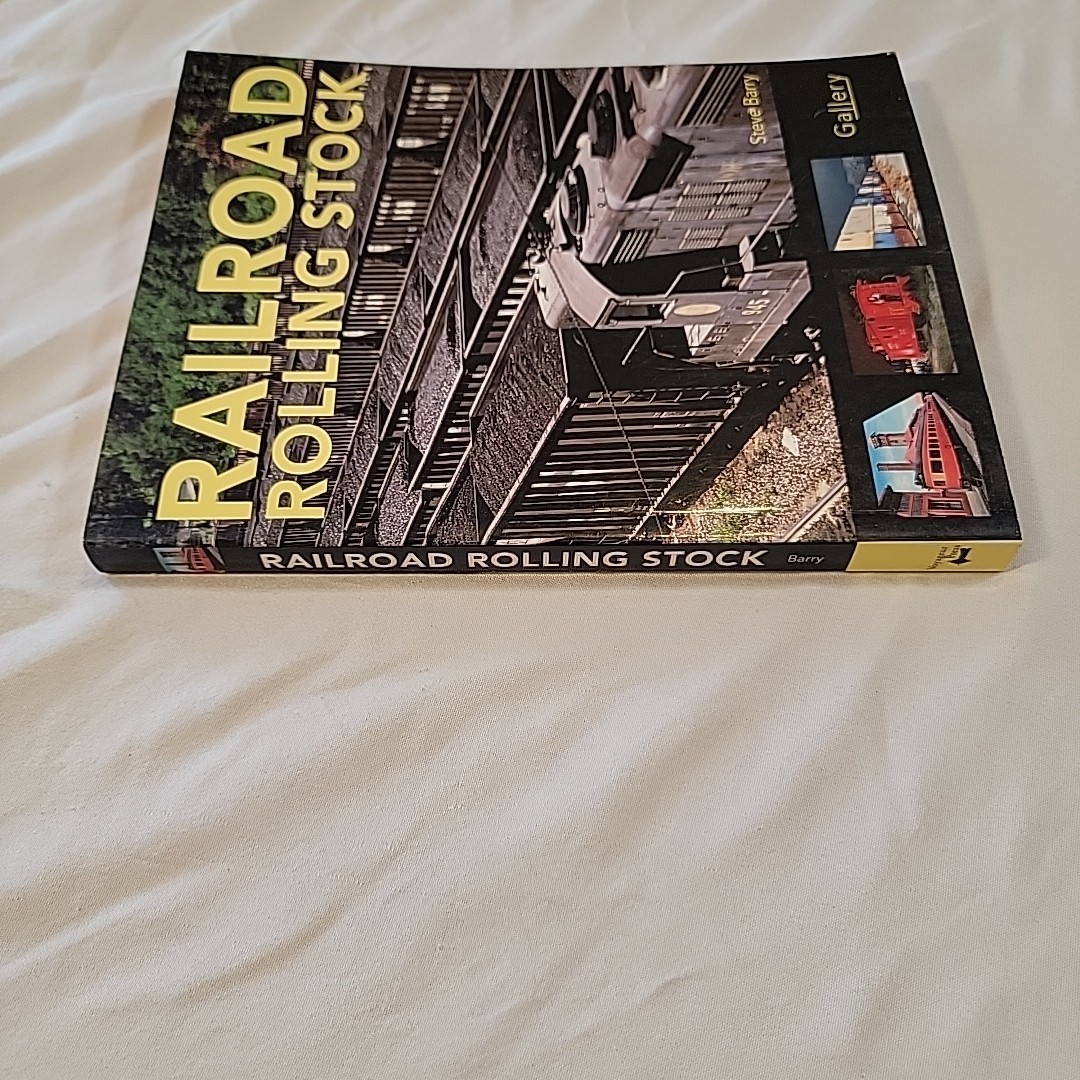 RAILROAD
ROLLING STOCK
Steve Barry
Gallery
945
RAILROAD ROLLING STOCK Barry